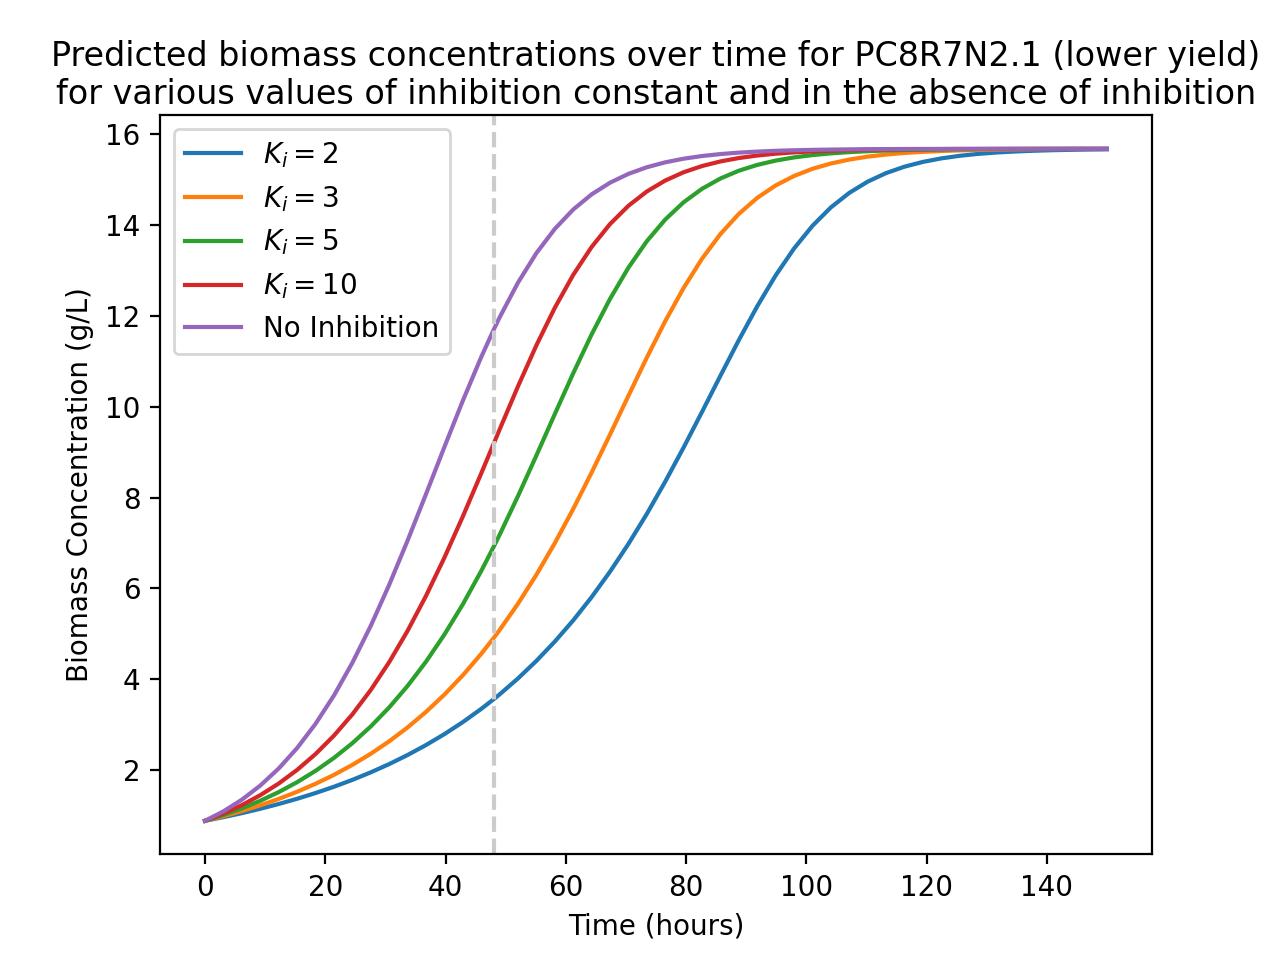 Predicted biomass concentrations over time for PC8R7N2.1 (lower yield)
for various values of inhibition constant and in the absence of inhibition
16
14
12
10
8
6
4
2
Biomass Concentration (g/L)
K_i = 2
K_i = 3
K_i = 5
K_i = 10
No Inhibition
0 20 40 60 80 100 120 140
Time (hours)